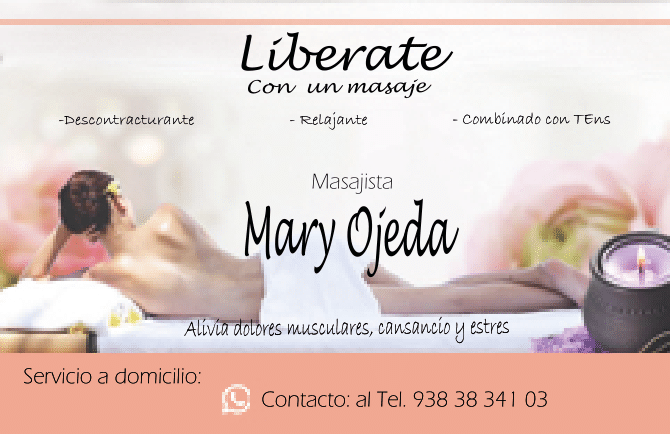 Liberate
Con un masaje
-Descontracturante - Relajante - Combinado con TEns
Masajista
Mary Ojeda
Alivia dolores musculares, cansancio y estres
Servicio a domicilio:
Contacto: al Tel. 938 38 341 03